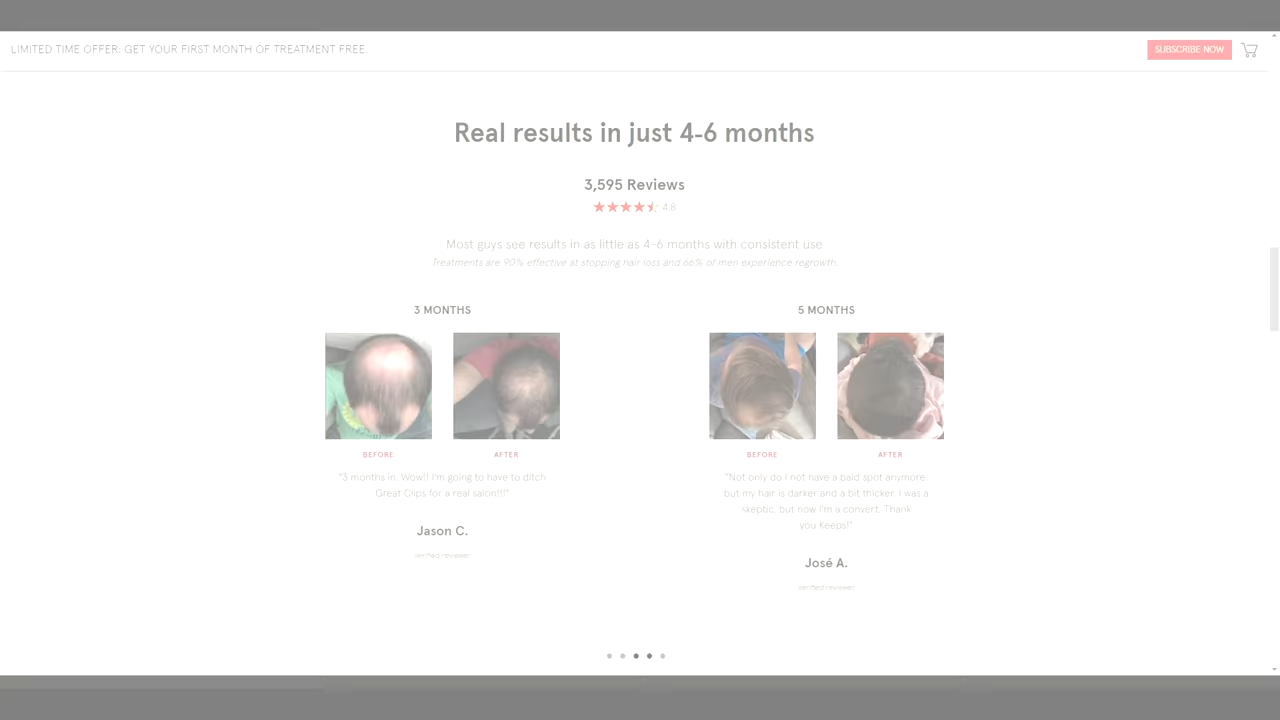 LIMITED TIME OFFER: GET YOUR FIRST MONTH OF TREATMENT FREE.
SUBSCRIBE NOW
Real results in just 4-6 months
3,595 Reviews
4.8
Most guys see results in as little as 4-6 months with consistent use
Treatments are 90% effective at stopping hair loss and 66% of men experience regrowth.
3 MONTHS
BEFORE
AFTER
"3 months in. Wow!! I'm going to have to ditch
Great Clips for a real salon!!!"
Jason C.
verified reviewer
5 MONTHS
BEFORE
AFTER
"Not only do I not have a bald spot anymore
but my hair is darker and a bit thicker. I was a
skeptic, but now I'm a convert. Thank
you Keeps!"
José A.
verified reviewer